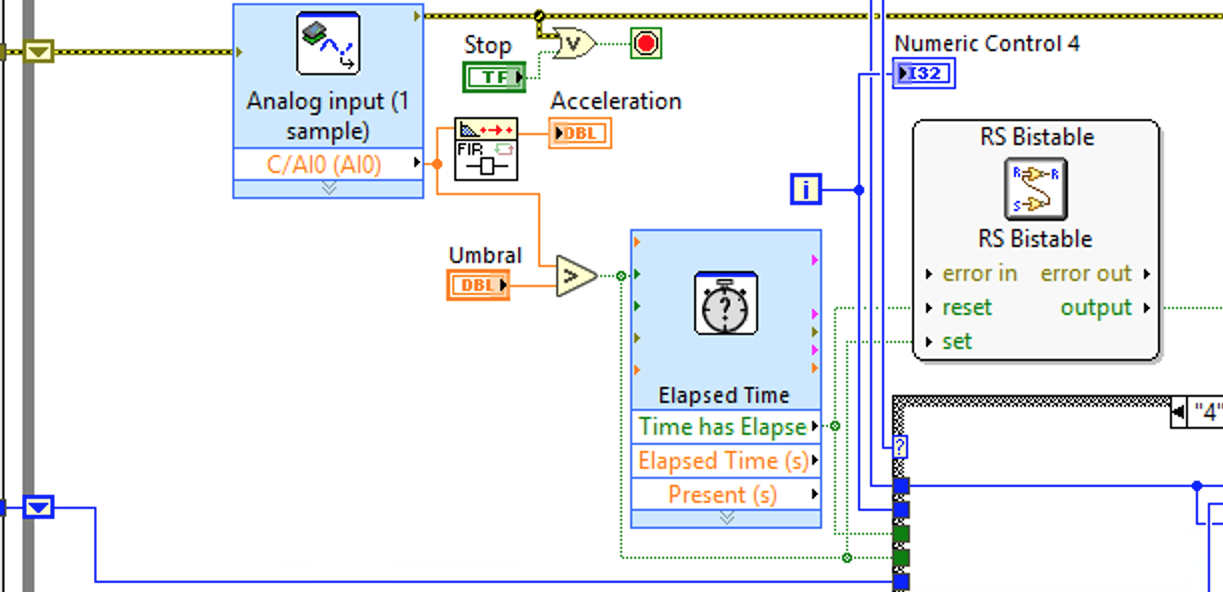 Analog input (1
sample)
C/AI0 (AI0)
Stop
TF
V
Acceleration
DBL
FIR
Umbral
DBL
>
i
Numeric Control 4
I32
?
Elapsed Time
Time has Elapse
Elapsed Time (s)
Present (s)
RS Bistable
R R
S
RS Bistable
error in error out
reset output
set
"4"
?